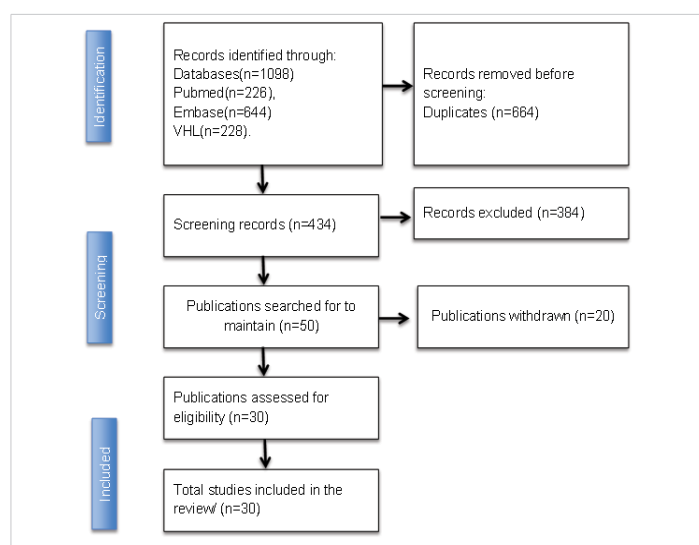 Identification
Records identified through:
Databases(n=1098)
Pubmed(n=226),
Embase(n=644)
VHL(n=228).
Records removed before
screening:
Duplicates (n=664)
Screening
Screening records (n=434)
Records excluded (n=384)
Publications searched for to
maintain (n=50)
Publications withdrawn (n=20)
Publications assessed for
eligibility (n=30)
Included
Total studies included in the
review/ (n=30)